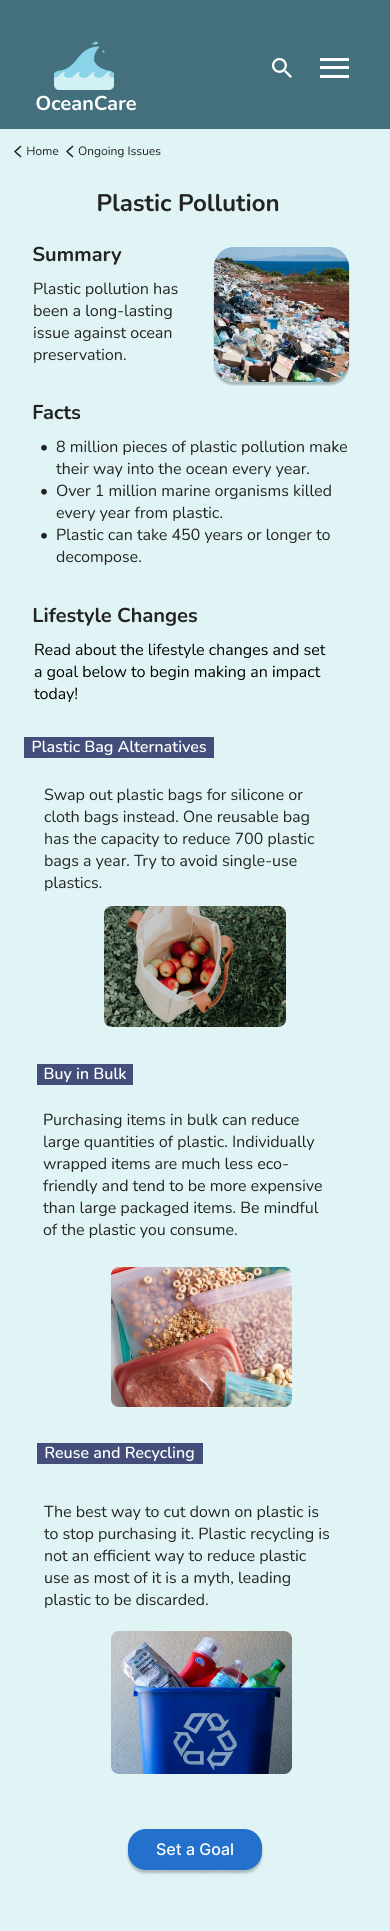 OceanCare
Home Ongoing Issues
Plastic Pollution
Summary
Plastic pollution has
been a long-lasting
issue against ocean
preservation.
Facts
• 8 million pieces of plastic pollution make
their way into the ocean every year.
• Over 1 million marine organisms killed
every year from plastic.
• Plastic can take 450 years or longer to
decompose.
Lifestyle Changes
Read about the lifestyle changes and set
a goal below to begin making an impact
today!
Plastic Bag Alternatives
Swap out plastic bags for silicone or
cloth bags instead. One reusable bag
has the capacity to reduce 700 plastic
bags a year. Try to avoid single-use
plastics.
Buy in Bulk
Purchasing items in bulk can reduce
large quantities of plastic. Individually
wrapped items are much less eco-
friendly and tend to be more expensive
than large packaged items. Be mindful
of the plastic you consume.
Reuse and Recycling
The best way to cut down on plastic is
to stop purchasing it. Plastic recycling is
not an efficient way to reduce plastic
use as most of it is a myth, leading
plastic to be discarded.
Set a Goal